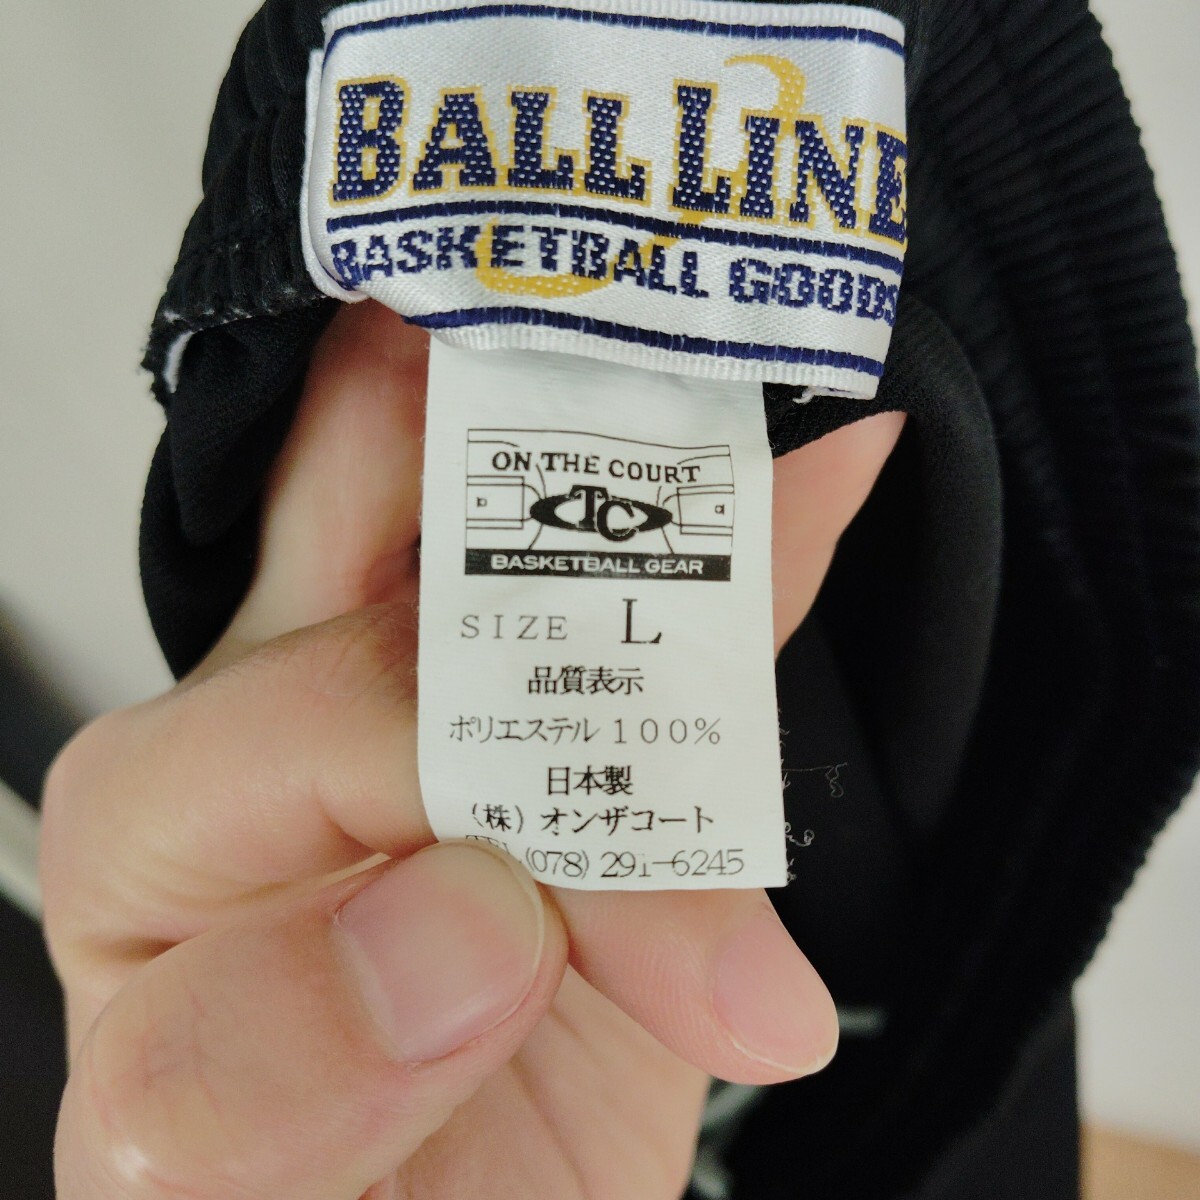 BALL LINE
BASKETBALL GOODS
ON THE COURT
TC
BASKETBALL GEAR
SIZE L
品質表示
ポリエステル 100%
日本製
(株) オンザコート
TEL (078) 291-6245